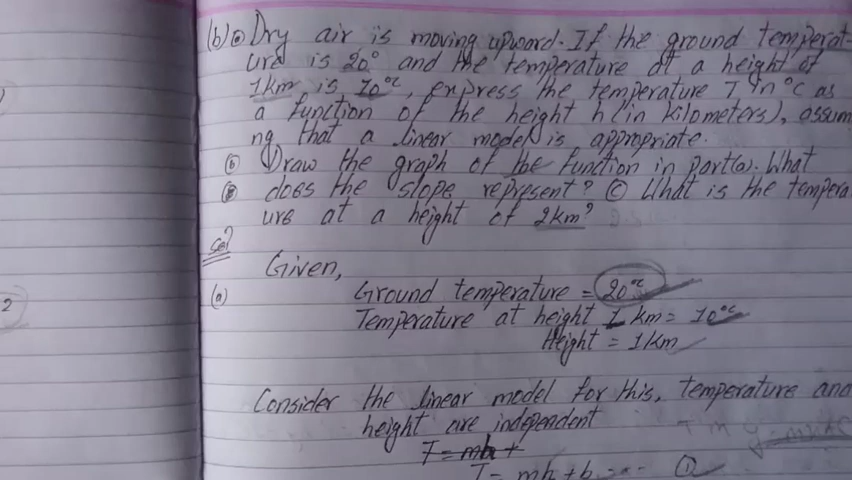 (b) ⓐ Dry air is moving upward. If the ground temperat-
ure is 20° and the temperature at a height of
1km is 10°c, express the temperature T in °C as
a function of the height h (in kilometers), assum
ng that a linear model is appropriate.
ⓑ Draw the graph of the function in part(a). What
does the slope represent? ⓒ What is the tempera
ure at a height of 2km?
Given,
(a) Ground temperature = 20°c
Temperature at height 1 km = 10°c
Height = 1km
Consider the linear model for this, temperature and
height are independent
T = mh +
T = mh + b ①
2